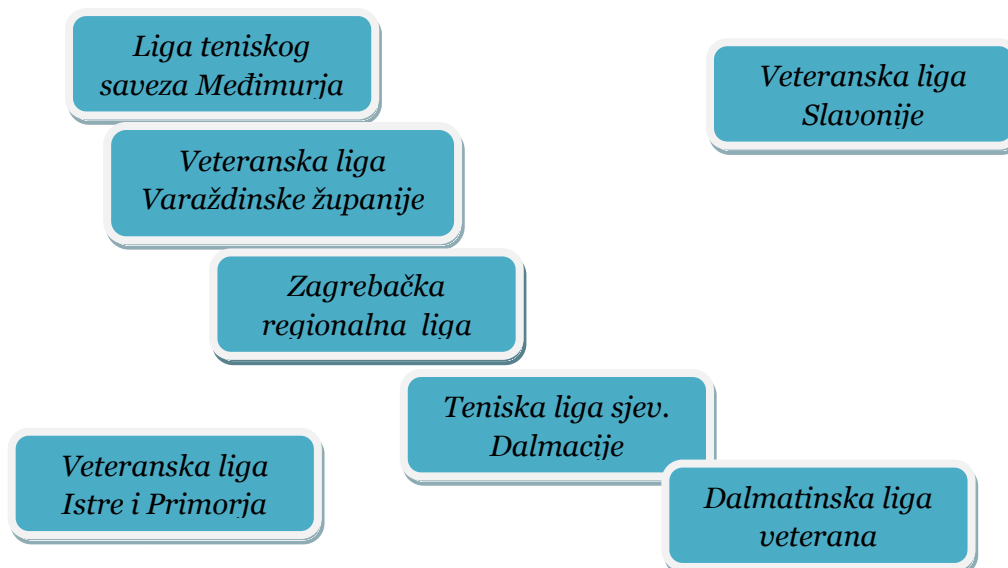 Liga teniskog
saveza Međimurja
Veteranska liga
Slavonije
Veteranska liga
Varaždinske županije
Zagrebačka
regionalna liga
Teniska liga sjev.
Dalmacije
Veteranska liga
Istre i Primorja
Dalmatinska liga
veterana